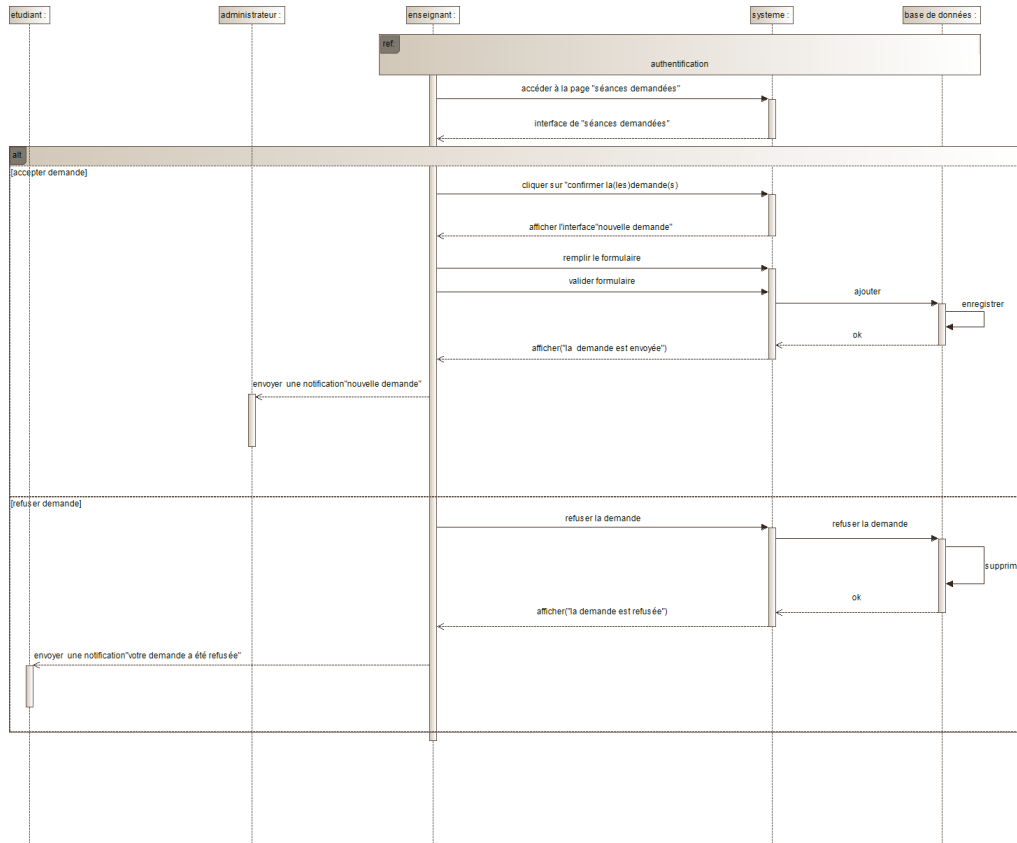 etudiant :
administrateur :
enseignant :
systeme :
base de données :
ref.
authentification
accéder à la page "séances demandées"
interface de "séances demandées"
alt
[accepter demande]
cliquer sur "confirmer la(les)demande(s)
afficher l'interface"nouvelle demande"
remplir le formulaire
valider formulaire
ajouter
enregistrer
ok
afficher("la demande est envoyée")
envoyer une notification"nouvelle demande"
[refuser demande]
refuser la demande
refuser la demande
supprim
ok
afficher("la demande est refusée")
envoyer une notification"votre demande a été refusée"